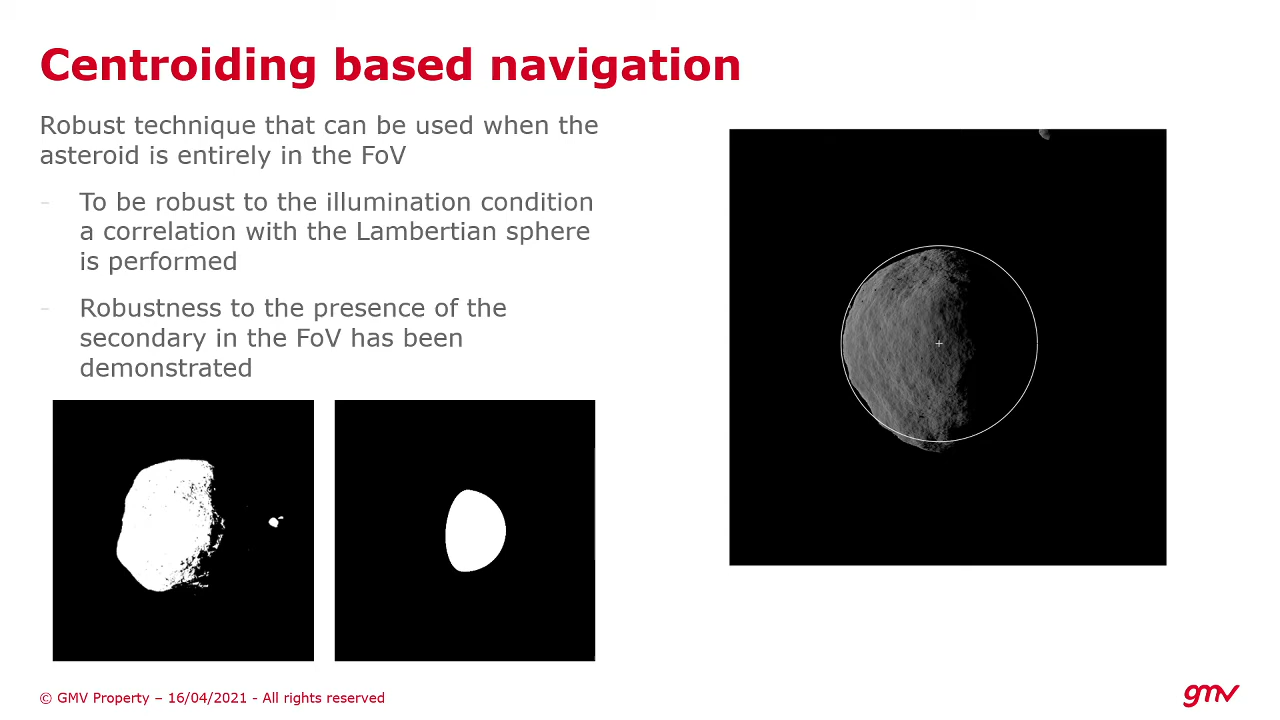 Centroiding based navigation
Robust technique that can be used when the
asteroid is entirely in the FoV
- To be robust to the illumination condition
a correlation with the Lambertian sphere
is performed
- Robustness to the presence of the
secondary in the FoV has been
demonstrated
© GMV Property – 16/04/2021 - All rights reserved
gmv